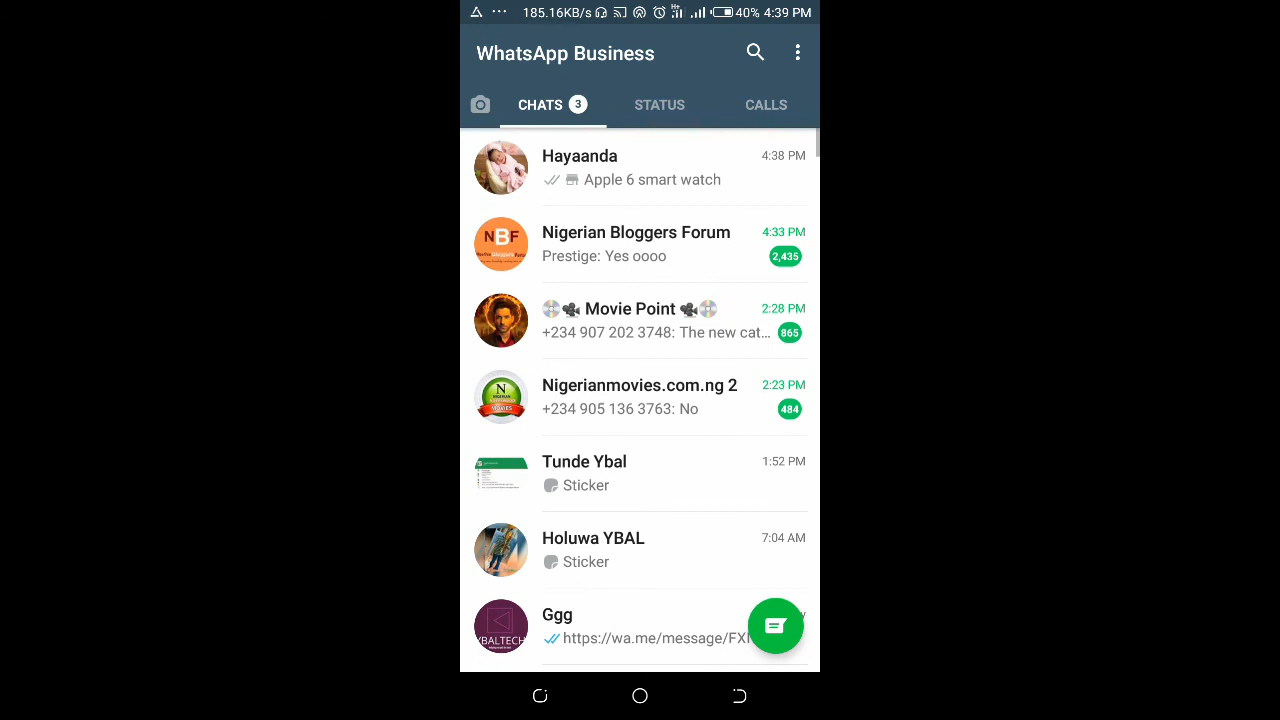 185.16KB/s H+ 40% 4:39 PM
WhatsApp Business
CHATS 3 STATUS CALLS
Hayaanda 4:38 PM
Apple 6 smart watch
NBF
Nigerian Bloggers Forum 4:33 PM
Prestige: Yes oooo 2,435
Movie Point 2:28 PM
+234 907 202 3748: The new cat... 865
N
MOVIES
Nigerianmovies.com.ng 2 2:23 PM
+234 905 136 3763: No 484
Tunde Ybal 1:52 PM
Sticker
Holuwa YBAL 7:04 AM
Sticker
YBALTECH
Ggg
https://wa.me/message/FX